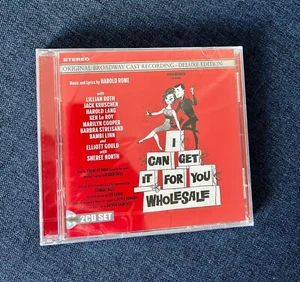 STEREO
ORIGINAL BROADWAY CAST RECORDING - DELUXE EDITION
Music and Lyrics by HAROLD ROME
with
LILLIAN ROTH
JACK KRUSCHEN
HAROLD LANG
KEN LE ROY
MARILYN COOPER
BARBRA STREISAND
BAMBI LINN
and
ELLIOTT GOULD
with
SHEREE NORTH
I
CAN GET
IT FOR YOU
WHOLESALE
2CD SET